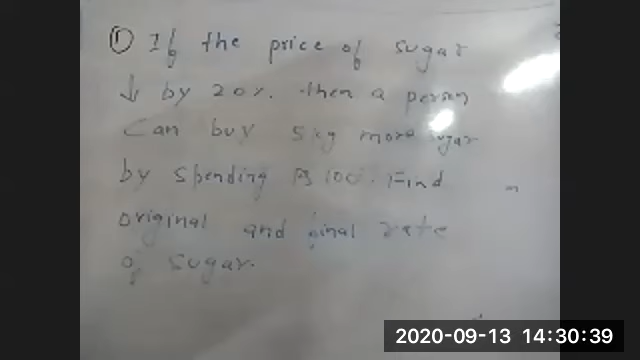 ① If the price of sugar
↓ by 20%. then a person
can buy 5kg more sugar
by spending Rs 100. Find
original and final rate
of sugar.
2020-09-13 14:30:39